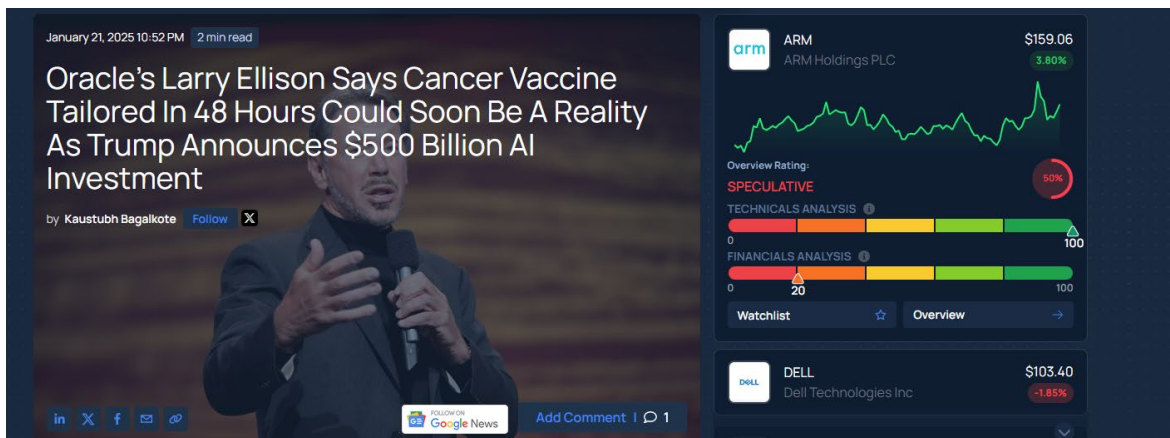 January 21, 2025 10:52 PM 2 min read
Oracle's Larry Ellison Says Cancer Vaccine
Tailored In 48 Hours Could Soon Be A Reality
As Trump Announces $500 Billion AI
Investment
by Kaustubh Bagalkote Follow X
in X f
FOLLOW ON
Google News
GE
Add Comment | 1
arm
ARM
$159.06
ARM Holdings PLC
3.80%
Overview Rating:
SPECULATIVE
50%
TECHNICALS ANALYSIS i
0
100
FINANCIALS ANALYSIS i
0
20
100
Watchlist
Overview
DELL
DELL
$103.40
Dell Technologies Inc
-1.85%